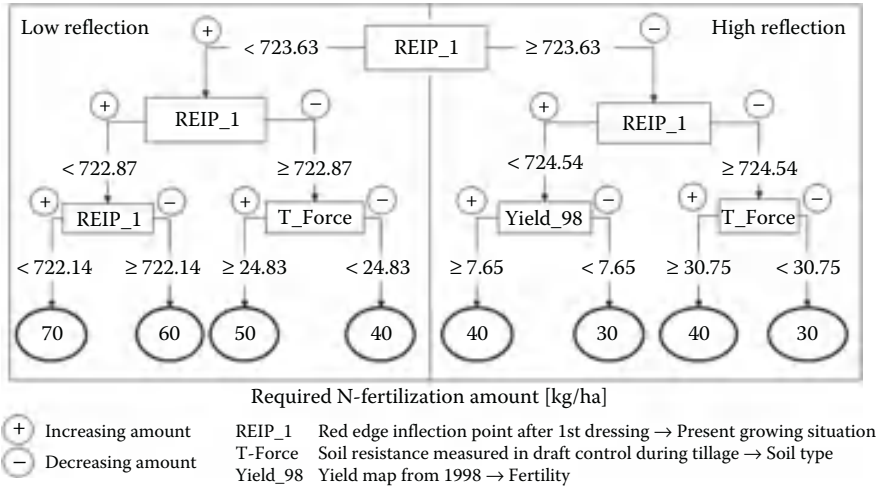 Low reflection
High reflection
< 723.63
REIP_1
≥ 723.63
REIP_1
REIP_1
< 722.87
≥ 722.87
< 724.54
≥ 724.54
REIP_1
T_Force
Yield_98
T_Force
< 722.14
≥ 722.14
≥ 24.83
< 24.83
≥ 7.65
< 7.65
≥ 30.75
< 30.75
70
60
50
40
40
30
40
30
Required N-fertilization amount [kg/ha]
+ Increasing amount
− Decreasing amount
REIP_1 Red edge inflection point after 1st dressing → Present growing situation
T-Force Soil resistance measured in draft control during tillage → Soil type
Yield_98 Yield map from 1998 → Fertility